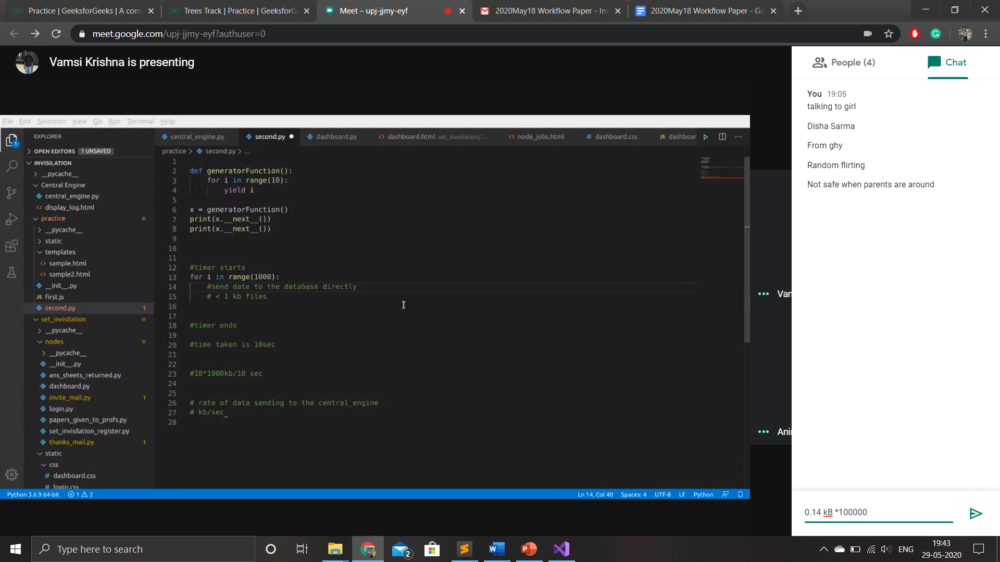 Practice | GeeksforGeeks | A com
Trees Track | Practice | GeeksforG
Meet – upj-jjmy-eyf
2020May18 Workflow Paper - Inv
2020May18 Workflow Paper - Go
meet.google.com/upj-jjmy-eyf?authuser=0
Vamsi Krishna is presenting
People (4)
Chat
You 19:05
talking to girl
Disha Sarma
From ghy
Random flirting
Not safe when parents are around
File Edit Selection View Go Run Terminal Help
EXPLORER
central_engine.py
second.py
dashboard.py
dashboard.html set_invisilation/...
node_jobs.html
# dashboard.css
JS dashboar
OPEN EDITORS 1 UNSAVED
practice > second.py > ...
INVISILATION
__pycache__
Central Engine
central_engine.py
display_log.html
practice
__pycache__
static
templates
sample.html
sample2.html
__init__.py
JS first.js
second.py 1
set_invisilation
__pycache__
nodes
__pycache__
__init__.py
ans_sheets_returned.py
dashboard.py
invite_mail.py 1
login.py
papers_given_to_profs.py
set_invisilation_register.py
thanks_mail.py 1
static
css
# dashboard.css
# login.css
1
2 def generatorFunction():
3 for i in range(10):
4 yield i
5
6 x = generatorFunction()
7 print(x.__next__())
8 print(x.__next__())
9
10
11
12 #timer starts
13 for i in range(1000):
14 #send date to the database directly
15 # < 1 kb files
16
17
18 #timer ends
19
20 #time taken is 10sec
21
22
23 #10*1000kb/10 sec
24
25
26 # rate of data sending to the central_engine
27 # kb/sec
28
Van
Ani
Python 3.6.9 64-bit 1 2
Ln 14, Col 40 Spaces: 4 UTF-8 LF Python
0.14 kB *100000
Type here to search
2
ENG
19:43
29-05-2020